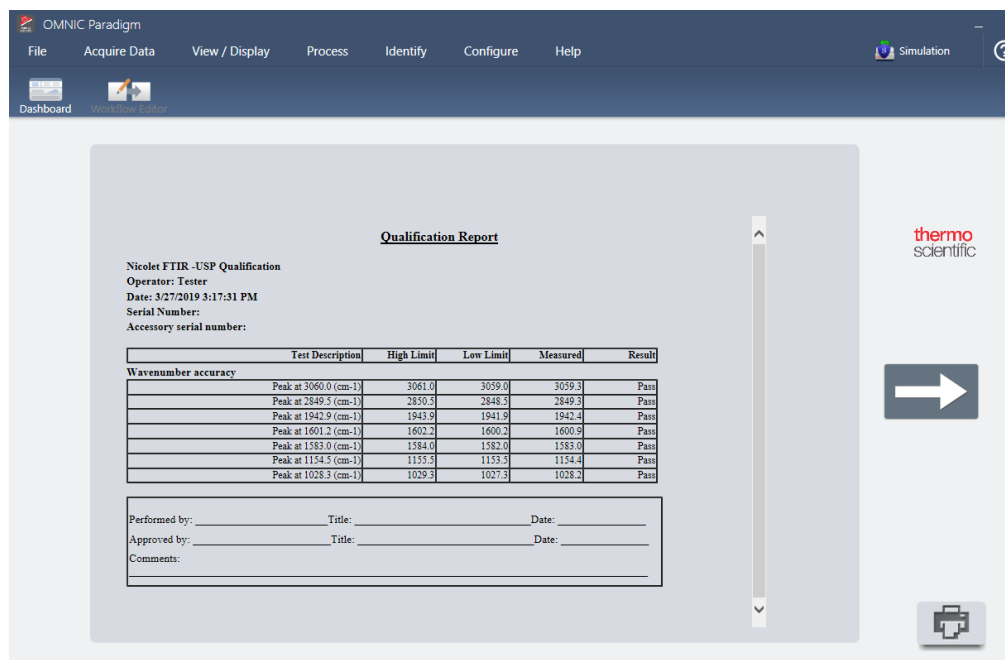 OMNIC Paradigm
File Acquire Data View / Display Process Identify Configure Help Simulation
Dashboard Workflow Editor
thermo
scientific
Qualification Report
Nicolet FTIR -USP Qualification
Operator: Tester
Date: 3/27/2019 3:17:31 PM
Serial Number:
Accessory serial number:
Test Description High Limit Low Limit Measured Result
Wavenumber accuracy
Peak at 3060.0 (cm-1) 3061.0 3059.0 3059.3 Pass
Peak at 2849.5 (cm-1) 2850.5 2848.5 2849.3 Pass
Peak at 1942.9 (cm-1) 1943.9 1941.9 1942.4 Pass
Peak at 1601.2 (cm-1) 1602.2 1600.2 1600.9 Pass
Peak at 1583.0 (cm-1) 1584.0 1582.0 1583.0 Pass
Peak at 1154.5 (cm-1) 1155.5 1153.5 1154.4 Pass
Peak at 1028.3 (cm-1) 1029.3 1027.3 1028.2 Pass
Performed by: Title: Date:
Approved by: Title: Date:
Comments: